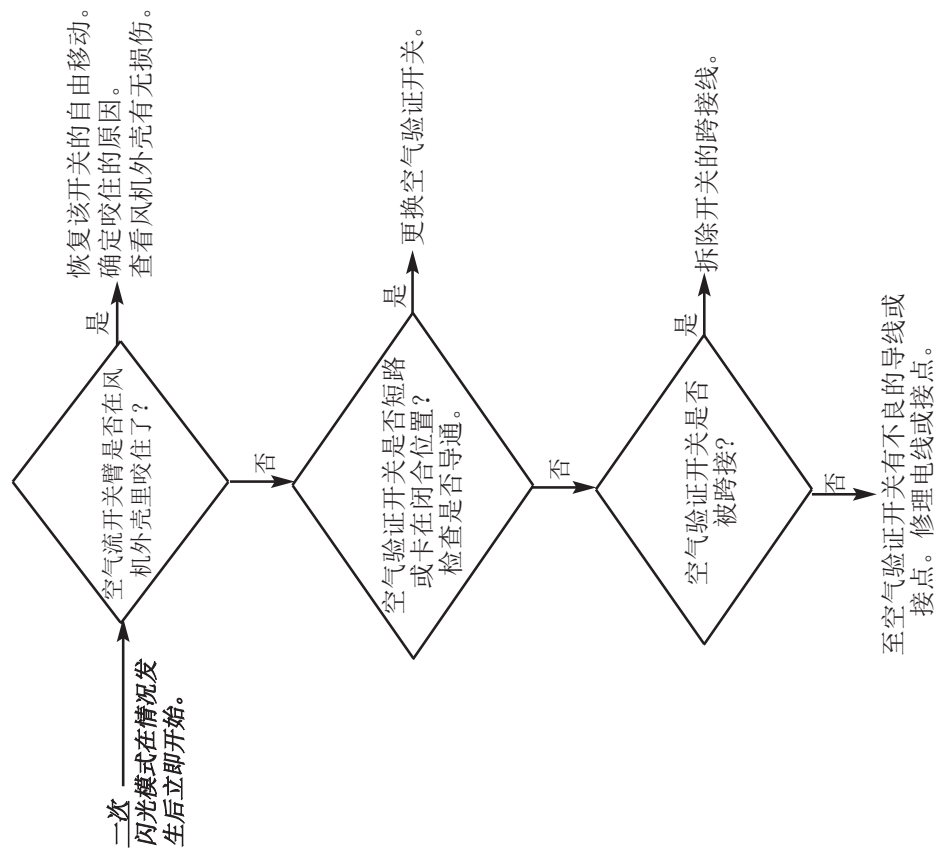 一次
闪光模式在情况发
生后立即开始。
空气流开关臂是否在风
机外壳里咬住了？
是
恢复该开关的自由移动。
确定咬住的原因。
查看风机外壳有无损伤。
否
空气验证开关是否短路
或卡在闭合位置？
检查是否导通。
是
更换空气验证开关。
否
空气验证开关是否
被跨接？
是
拆除开关的跨接线。
否
至空气验证开关有不良的导线或
接点。修理电线或接点。